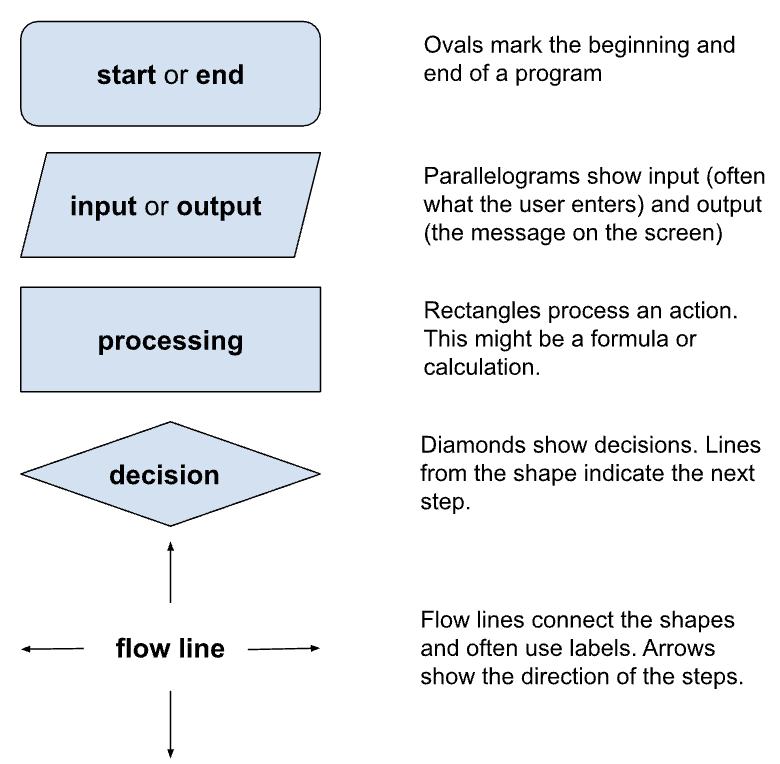 start or end
Ovals mark the beginning and
end of a program
input or output
Parallelograms show input (often
what the user enters) and output
(the message on the screen)
processing
Rectangles process an action.
This might be a formula or
calculation.
decision
Diamonds show decisions. Lines
from the shape indicate the next
step.
flow line
Flow lines connect the shapes
and often use labels. Arrows
show the direction of the steps.